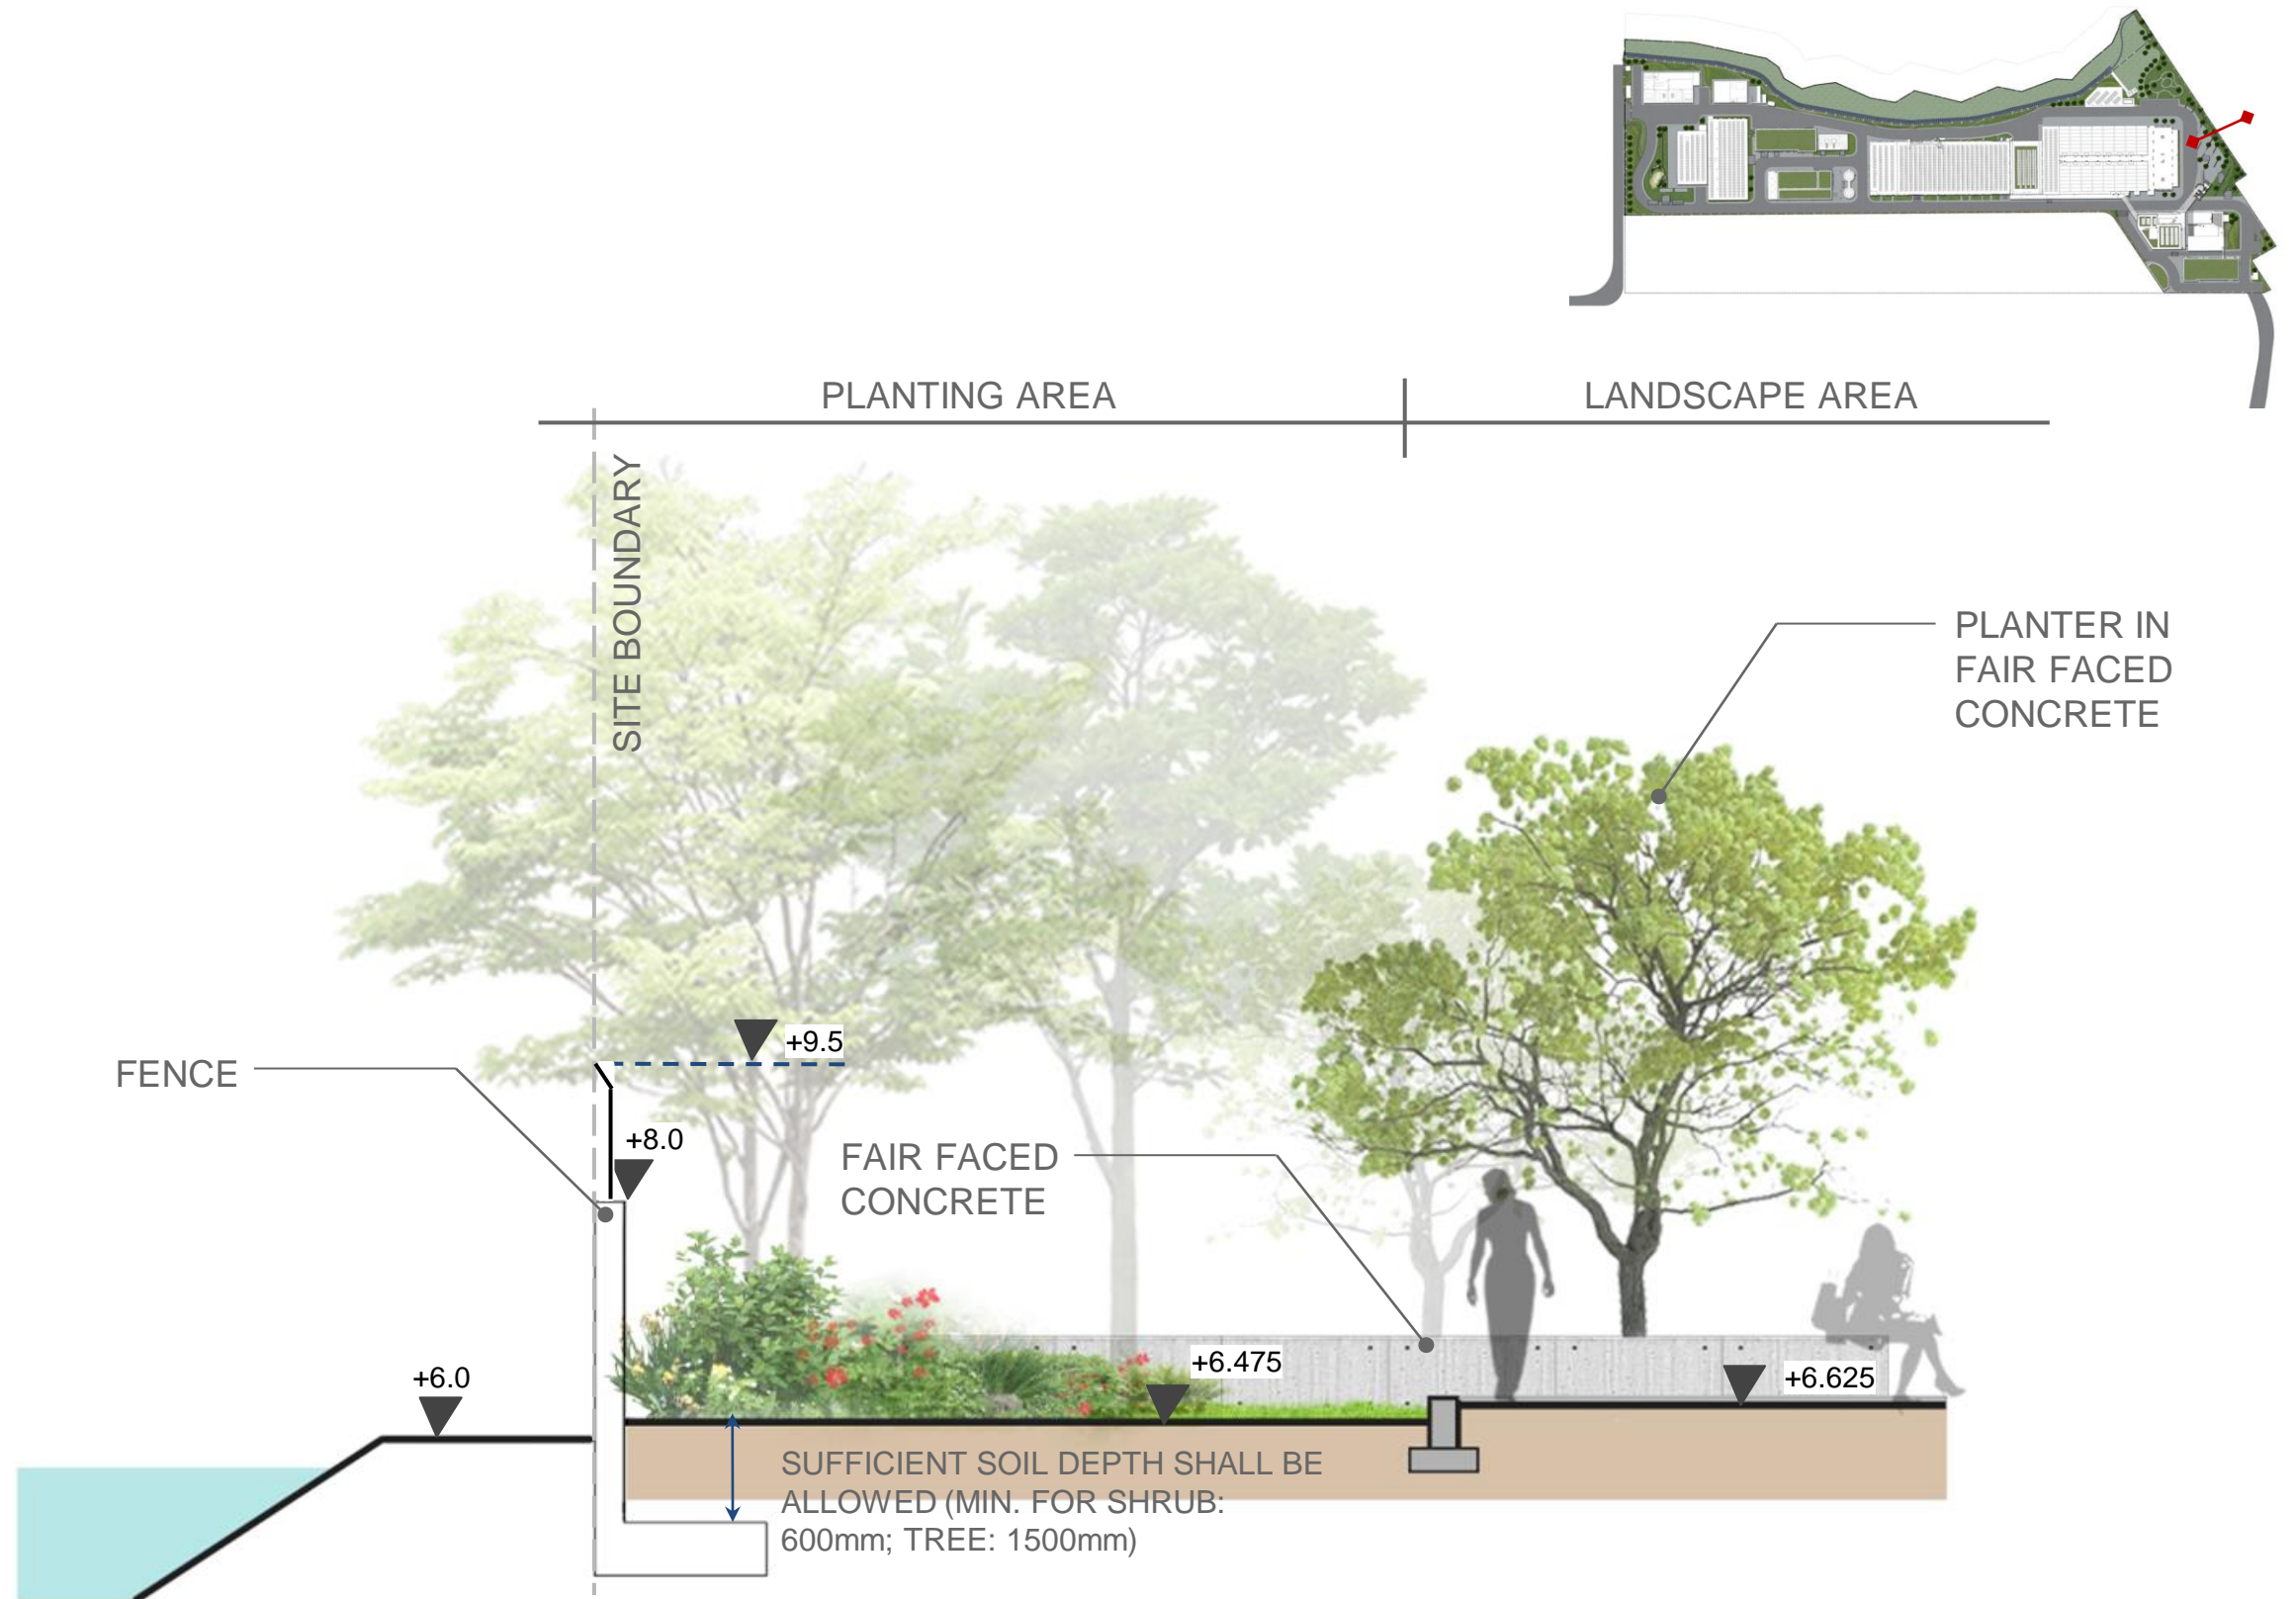 PLANTING AREA
LANDSCAPE AREA
SITE BOUNDARY
PLANTER IN
FAIR FACED
CONCRETE
+9.5
FENCE
+8.0
FAIR FACED
CONCRETE
+6.475
+6.625
+6.0
SUFFICIENT SOIL DEPTH SHALL BE
ALLOWED (MIN. FOR SHRUB:
600mm; TREE: 1500mm)